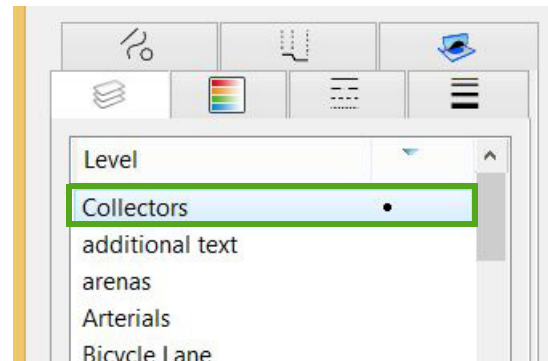 Level
Collectors
additional text
arenas
Arterials
Bicycle Lane